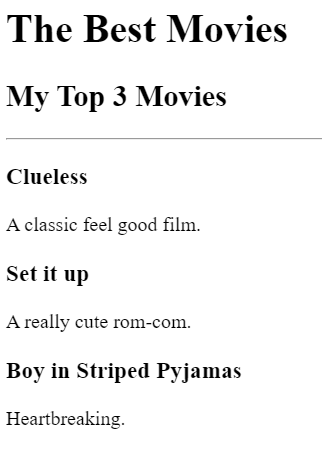 The Best Movies
My Top 3 Movies
Clueless
A classic feel good film.
Set it up
A really cute rom-com.
Boy in Striped Pyjamas
Heartbreaking.